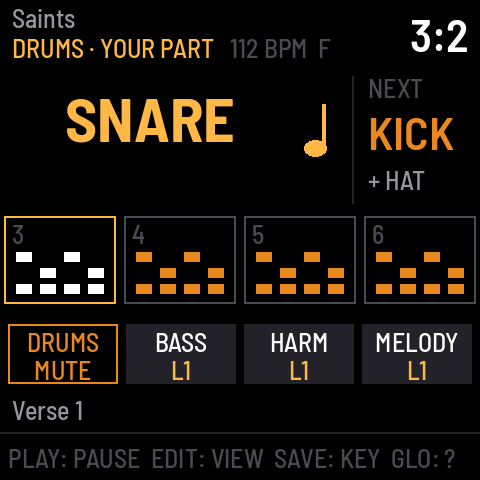 Saints
DRUMS · YOUR PART 112 BPM F
3:2
SNARE
NEXT
KICK
+ HAT
3 4 5 6
DRUMS BASS HARM MELODY
MUTE L1 L1 L1
Verse 1
PLAY: PAUSE EDIT: VIEW SAVE: KEY GLO: ?